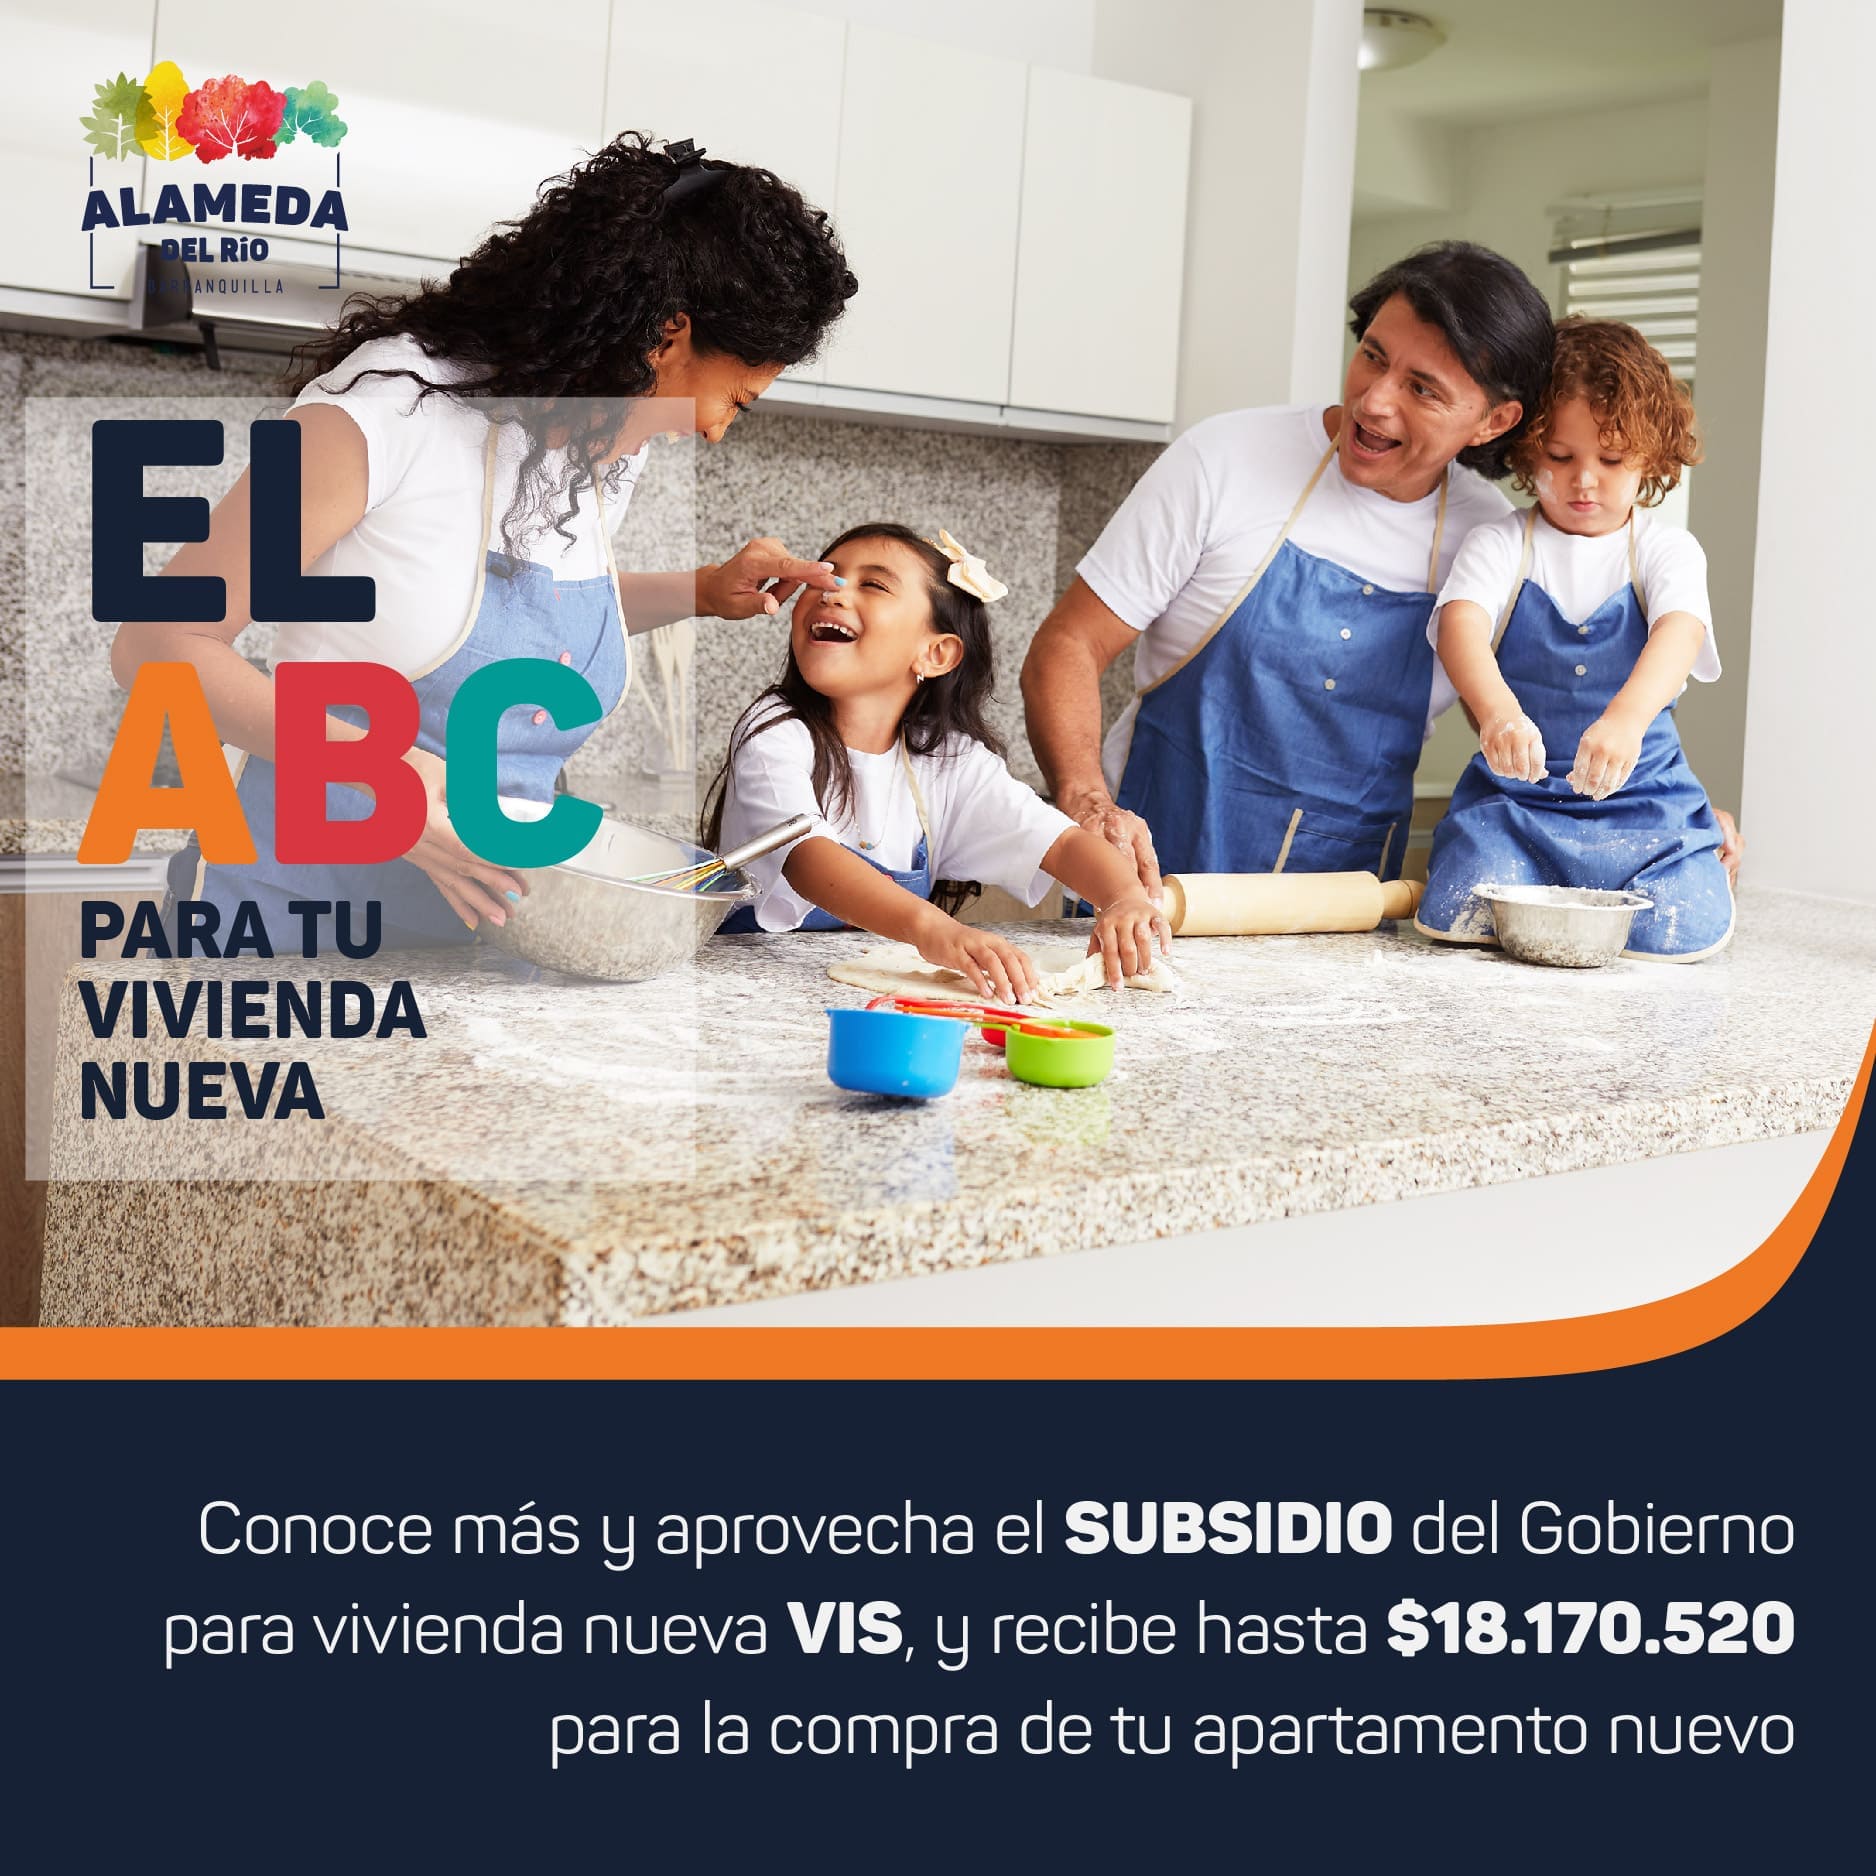 ALAMEDA
DEL RíO
BARRANQUILLA
EL
ABC
PARA TU
VIVIENDA
NUEVA
Conoce más y aprovecha el SUBSIDIO del Gobierno
para vivienda nueva VIS, y recibe hasta $18.170.520
para la compra de tu apartamento nuevo